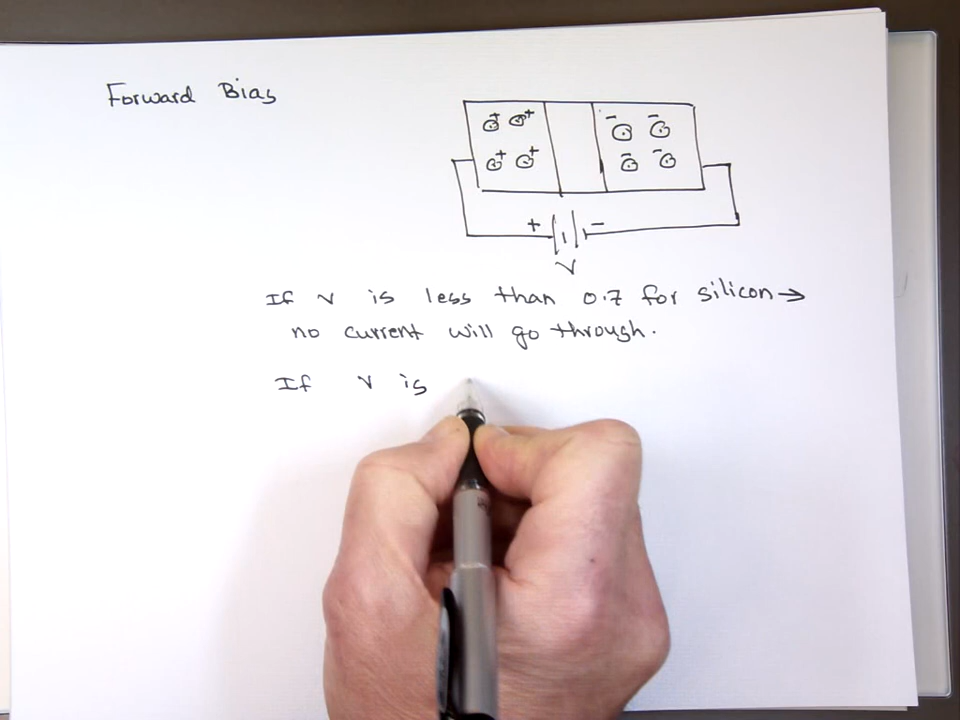 Forward Bias
+ + - -
+ + - -
+ -
V
If v is less than 0.7 for silicon →
no current will go through.
If v is